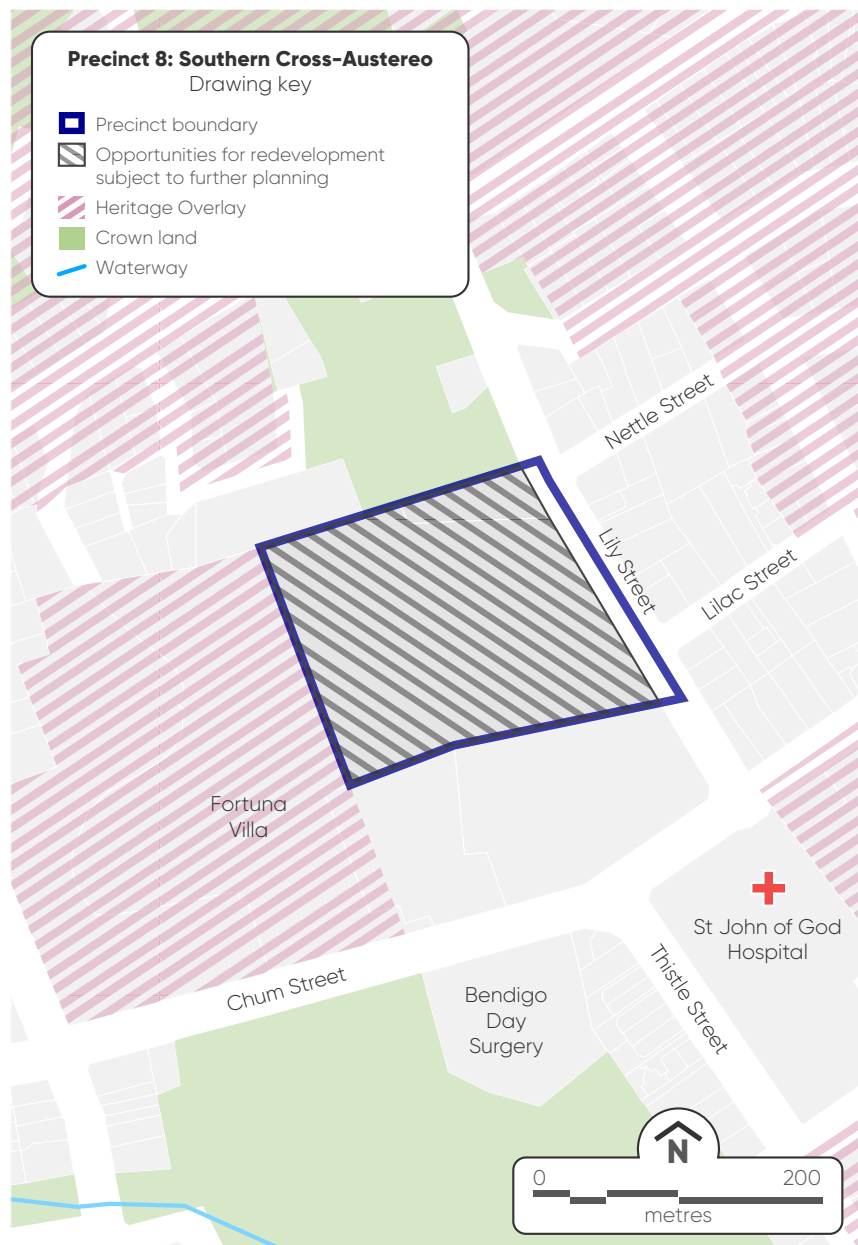 Precinct 8: Southern Cross-Austereo
Drawing key
Precinct boundary
Opportunities for redevelopment
subject to further planning
Heritage Overlay
Crown land
Waterway
Nettle Street
Lily Street
Lilac Street
Fortuna
Villa
St John of God
Hospital
Chum Street
Thistle Street
Bendigo
Day
Surgery
N
0 200
metres